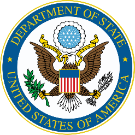 DEPARTMENT OF STATE
UNITED STATES OF AMERICA